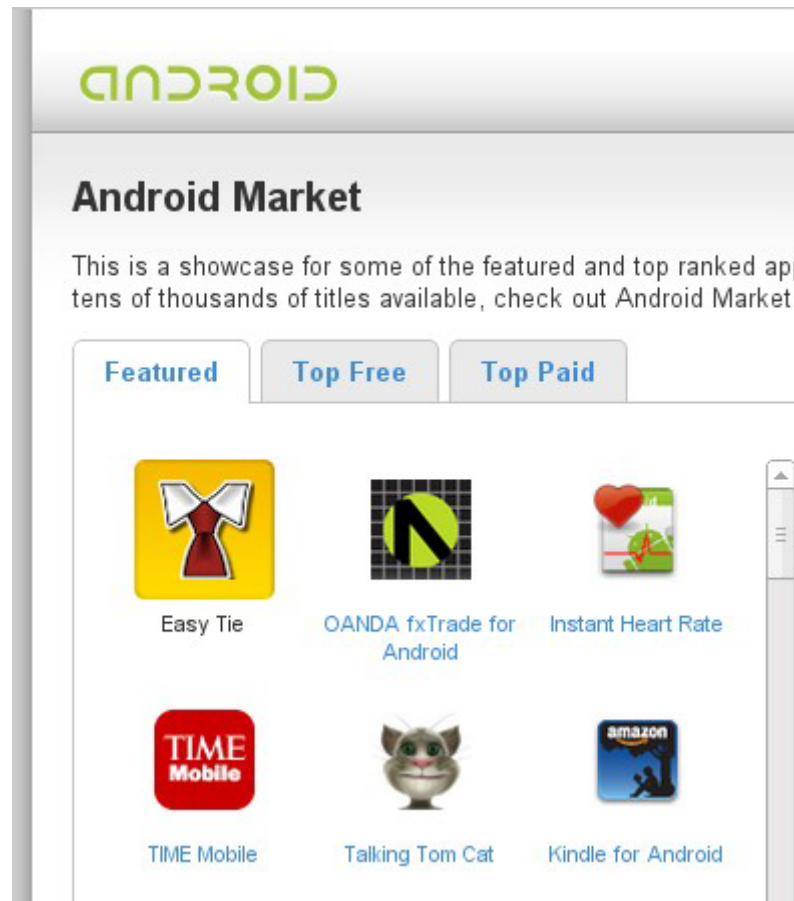 ANDROID
Android Market
This is a showcase for some of the featured and top ranked
tens of thousands of titles available, check out Android Market
Featured Top Free Top Paid
Easy Tie OANDA fxTrade for Instant Heart Rate
Android
TIME amazon
Mobile
TIME Mobile Talking Tom Cat Kindle for Android